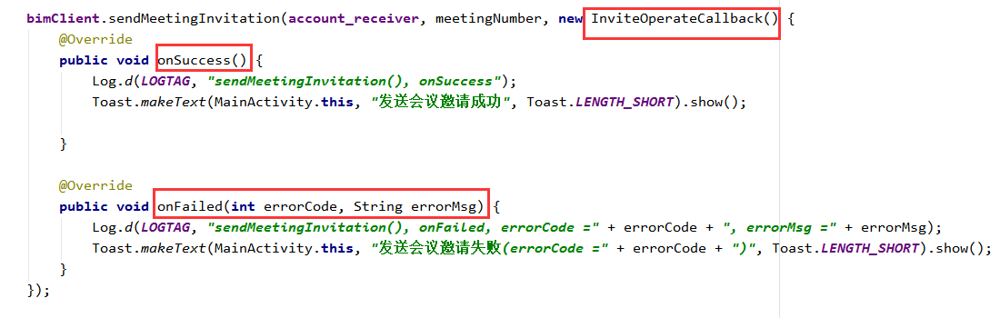 bimClient.sendMeetingInvitation(account_receiver, meetingNumber, new InviteOperateCallback() {
@Override
public void onSuccess() {
Log.d(LOGTAG, "sendMeetingInvitation(), onSuccess");
Toast.makeText(MainActivity.this, "发送会议邀请成功", Toast.LENGTH_SHORT).show();
}
@Override
public void onFailed(int errorCode, String errorMsg) {
Log.d(LOGTAG, "sendMeetingInvitation(), onFailed, errorCode =" + errorCode + ", errorMsg =" + errorMsg);
Toast.makeText(MainActivity.this, "发送会议邀请失败(errorCode =" + errorCode + ")", Toast.LENGTH_SHORT).show();
}
});